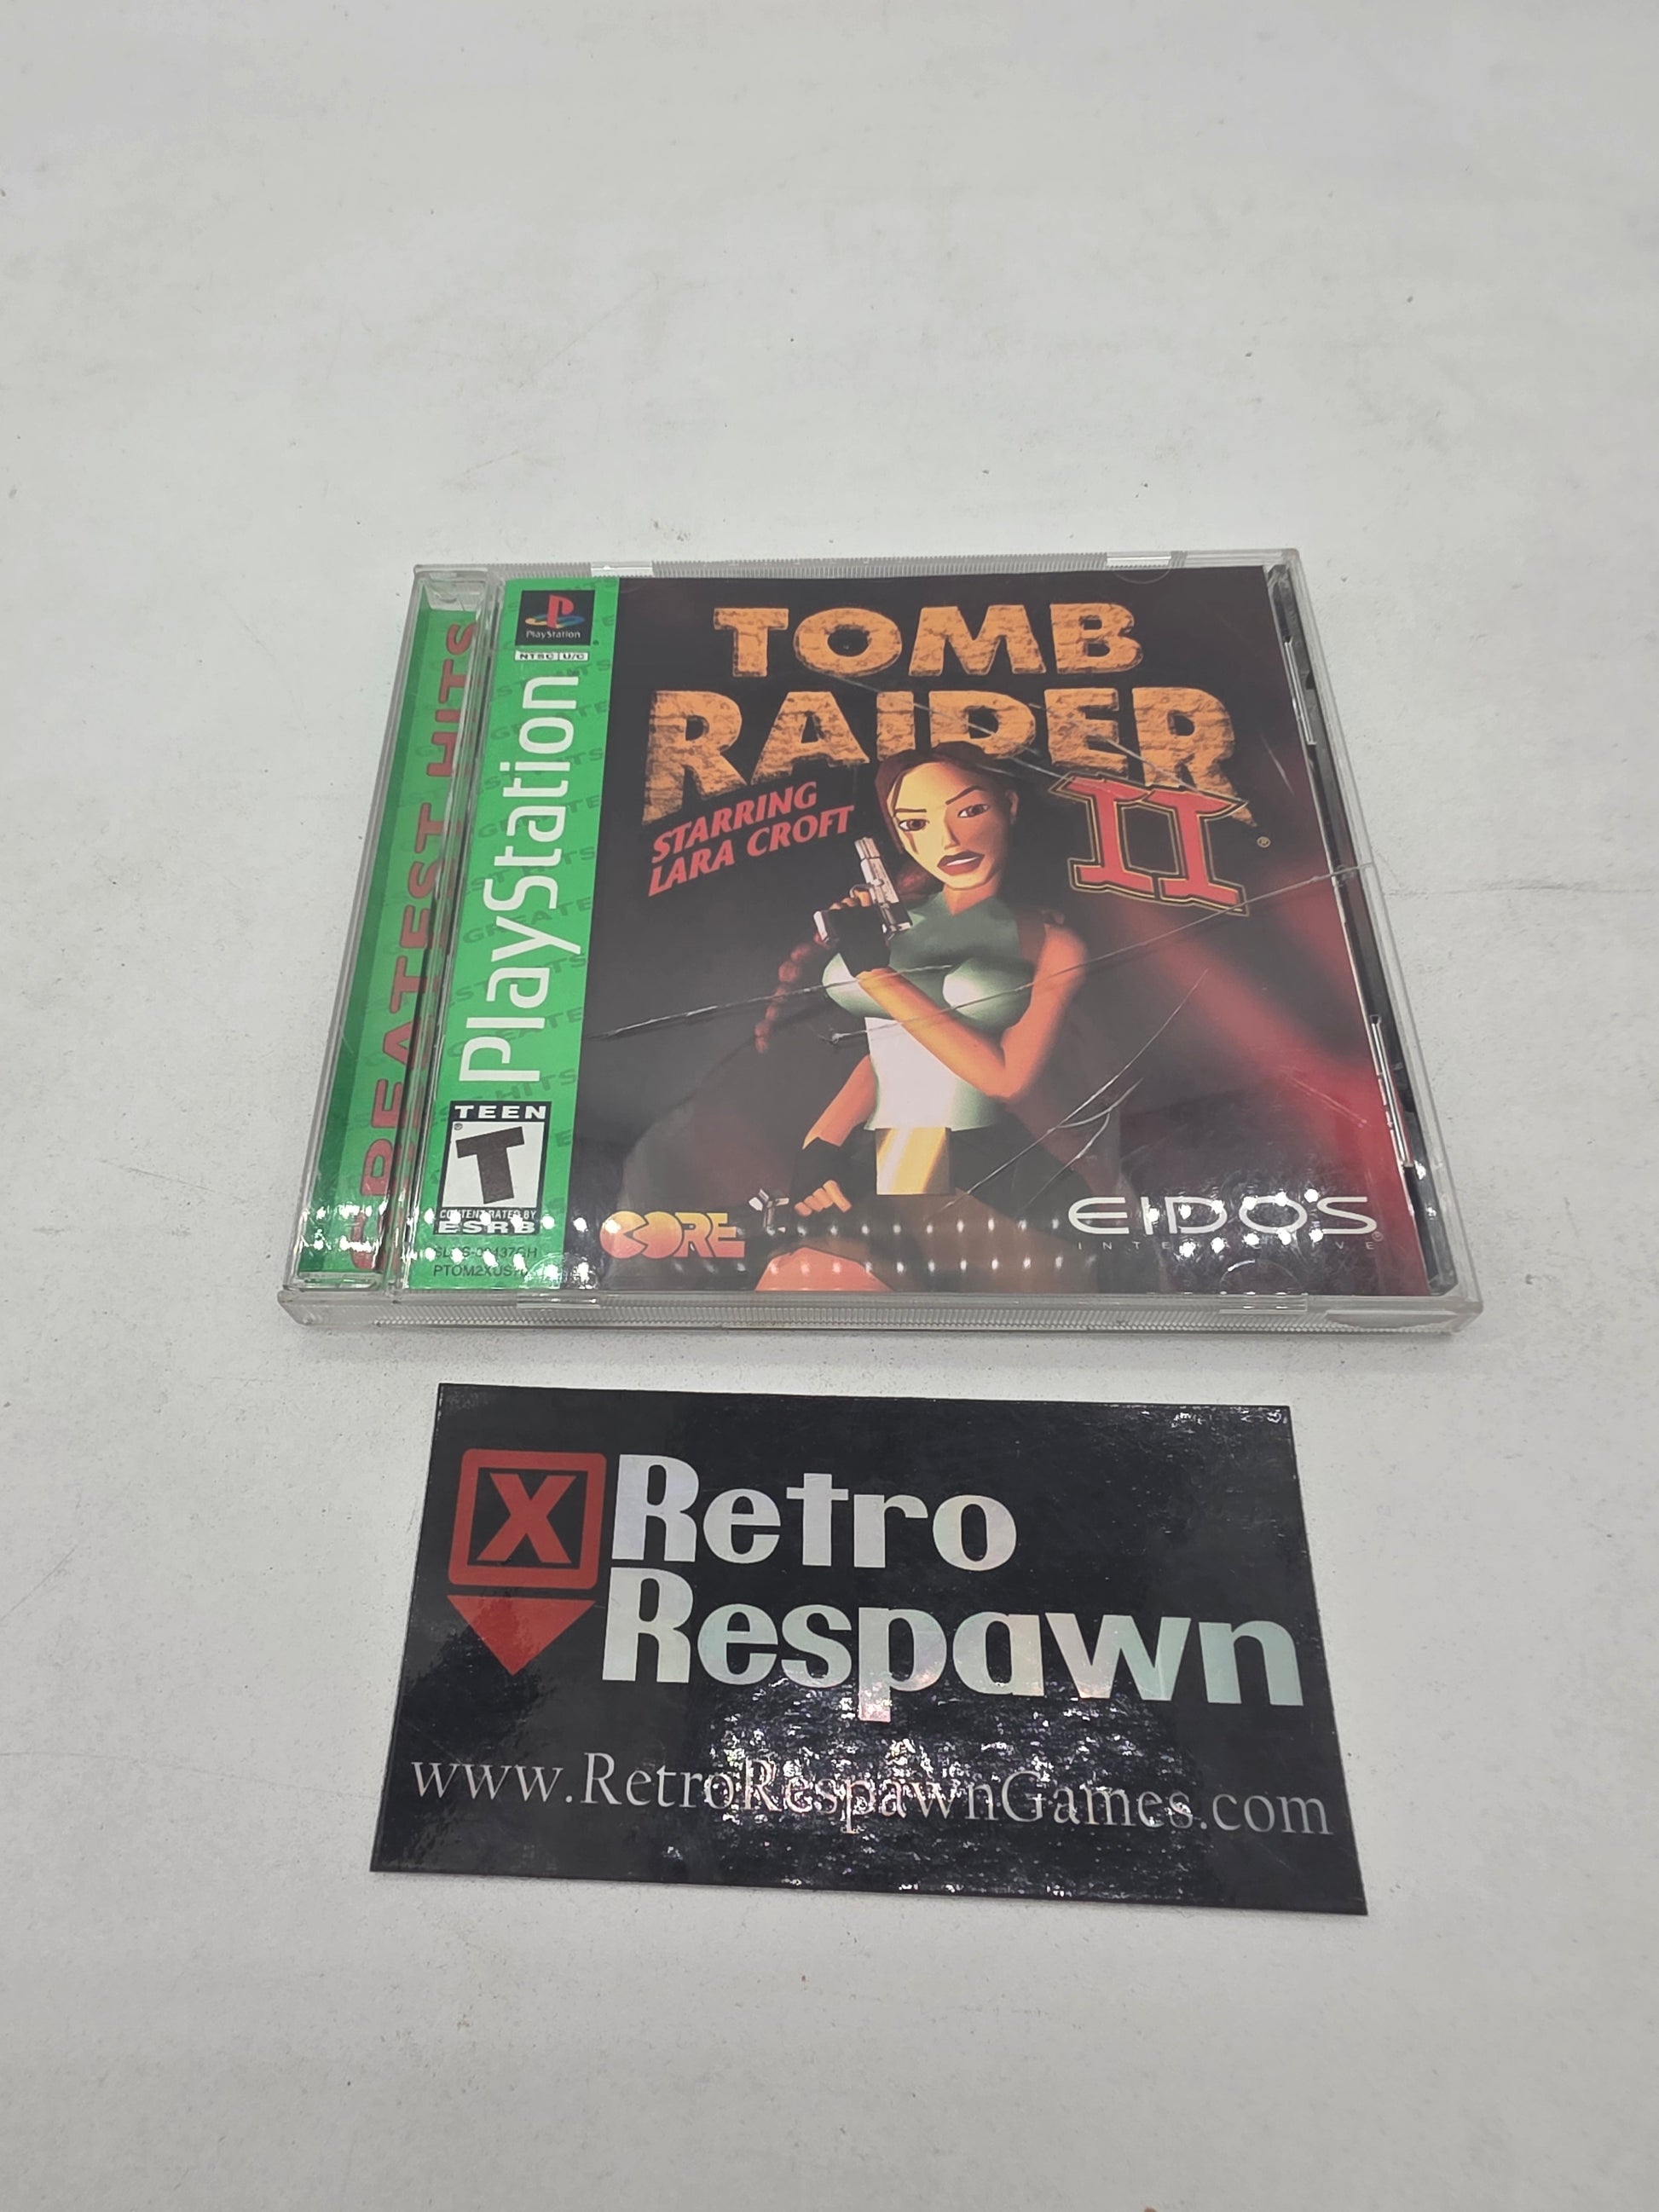 GREATEST HITS
PlayStation
NTSC U/C
PlayStation
TOMB
RAIDER
II
STARRING
LARA CROFT
TEEN
T
CONTENT RATED BY
ESRB
CORE
EIDOS
INTERACTIVE
Retro
Respawn
www.RetroRespawnGames.com